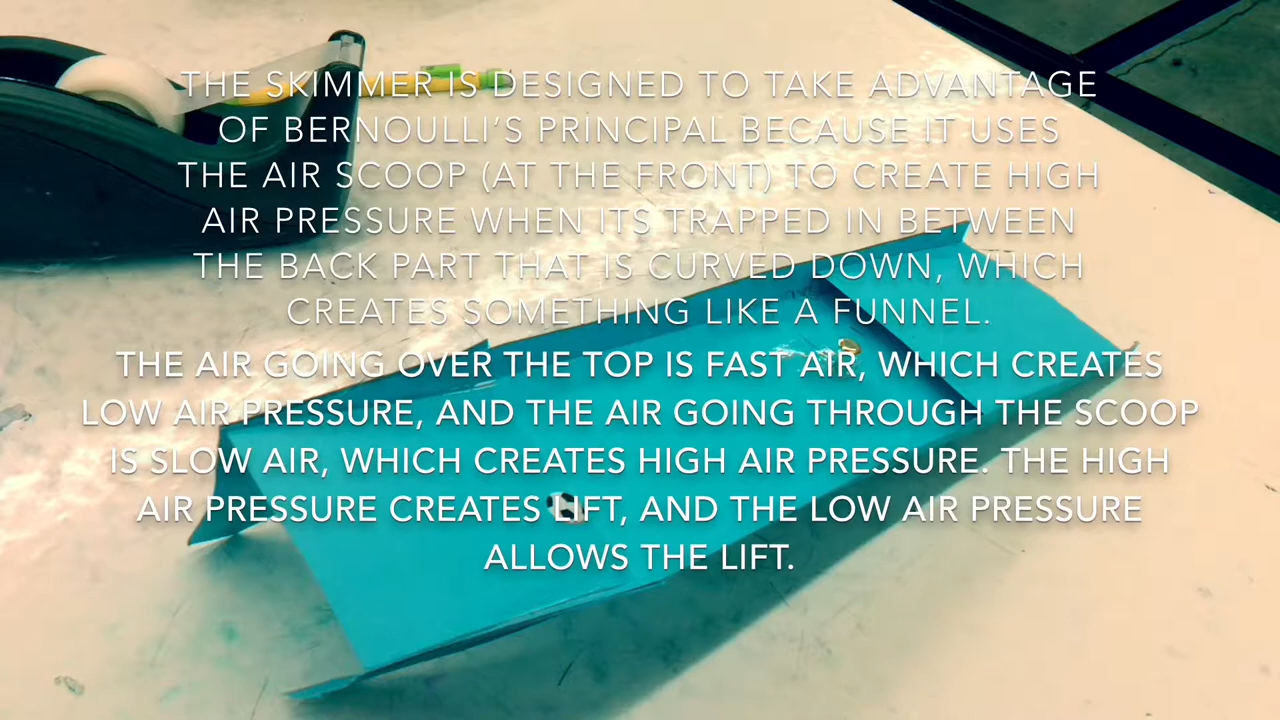 THE SKIMMER IS DESIGNED TO TAKE ADVANTAGE
OF BERNOULLI'S PRINCIPAL BECAUSE IT USES
THE AIR SCOOP (AT THE FRONT) TO CREATE HIGH
AIR PRESSURE WHEN ITS TRAPPED IN BETWEEN
THE BACK PART THAT IS CURVED DOWN, WHICH
CREATES SOMETHING LIKE A FUNNEL.
THE AIR GOING OVER THE TOP IS FAST AIR, WHICH CREATES
LOW AIR PRESSURE, AND THE AIR GOING THROUGH THE SCOOP
IS SLOW AIR, WHICH CREATES HIGH AIR PRESSURE. THE HIGH
AIR PRESSURE CREATES LIFT, AND THE LOW AIR PRESSURE
ALLOWS THE LIFT.